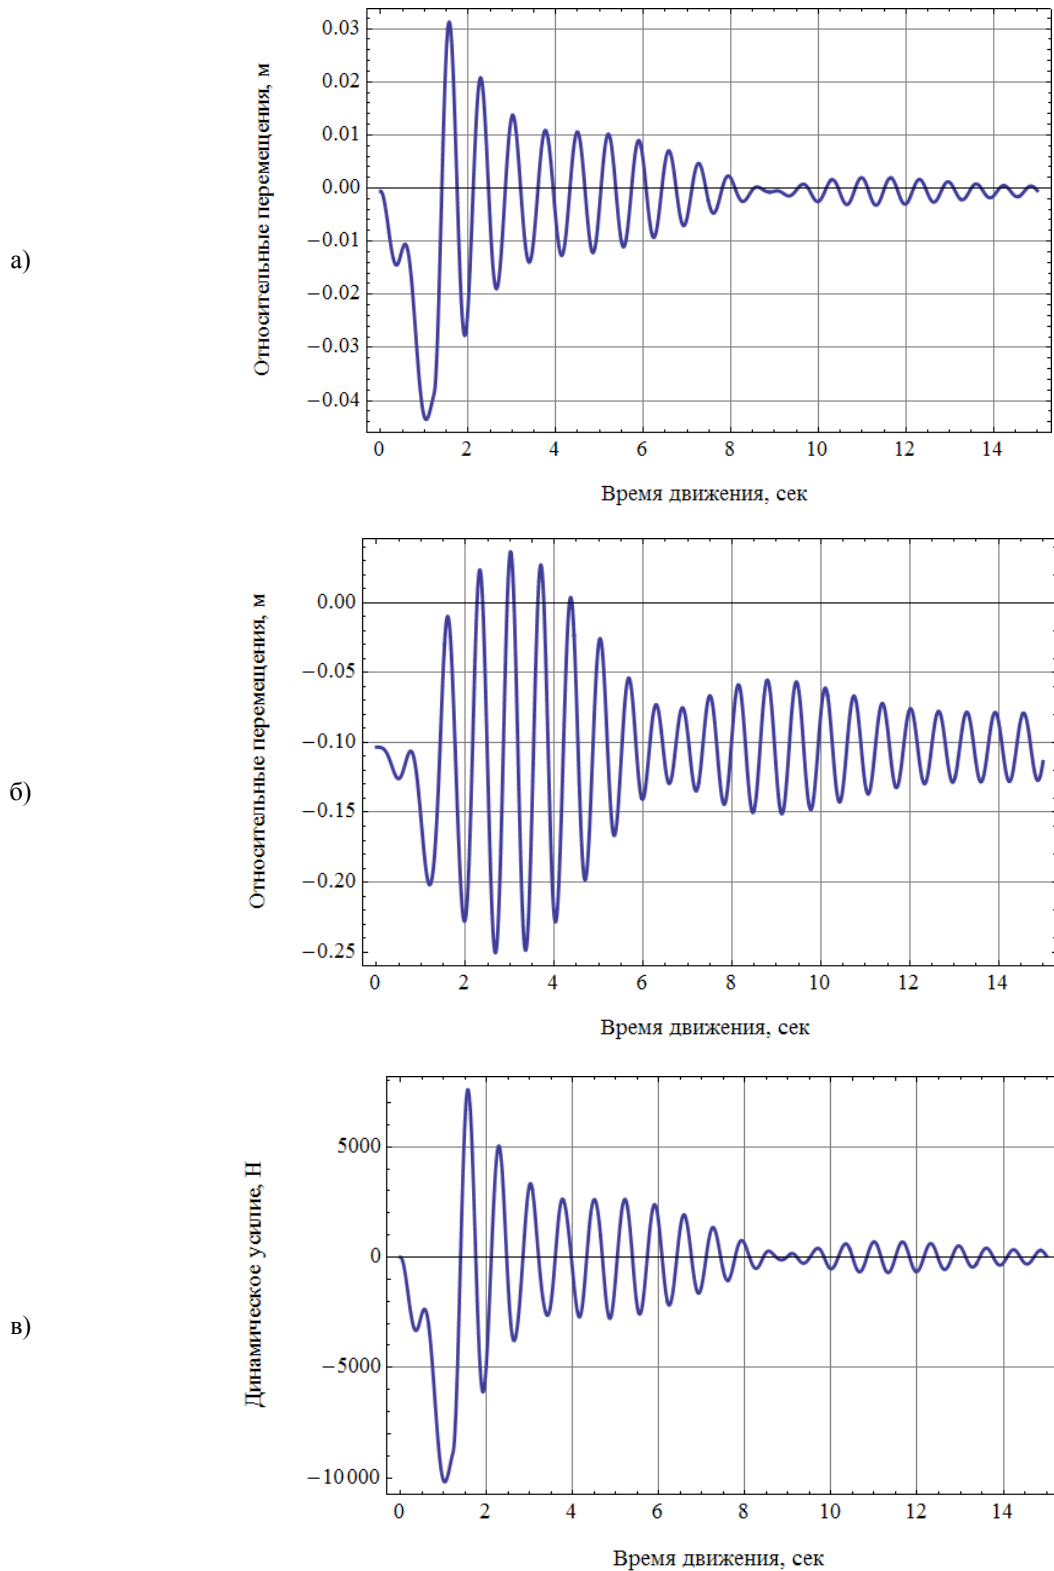 а)
Относительные перемещения, м
0.03
0.02
0.01
0.00
−0.01
−0.02
−0.03
−0.04
0 2 4 6 8 10 12 14
Время движения, сек
б)
Относительные перемещения, м
0.00
−0.05
−0.10
−0.15
−0.20
−0.25
0 2 4 6 8 10 12 14
Время движения, сек
в)
Динамическое усилие, Н
5000
0
−5000
−10 000
0 2 4 6 8 10 12 14
Время движения, сек